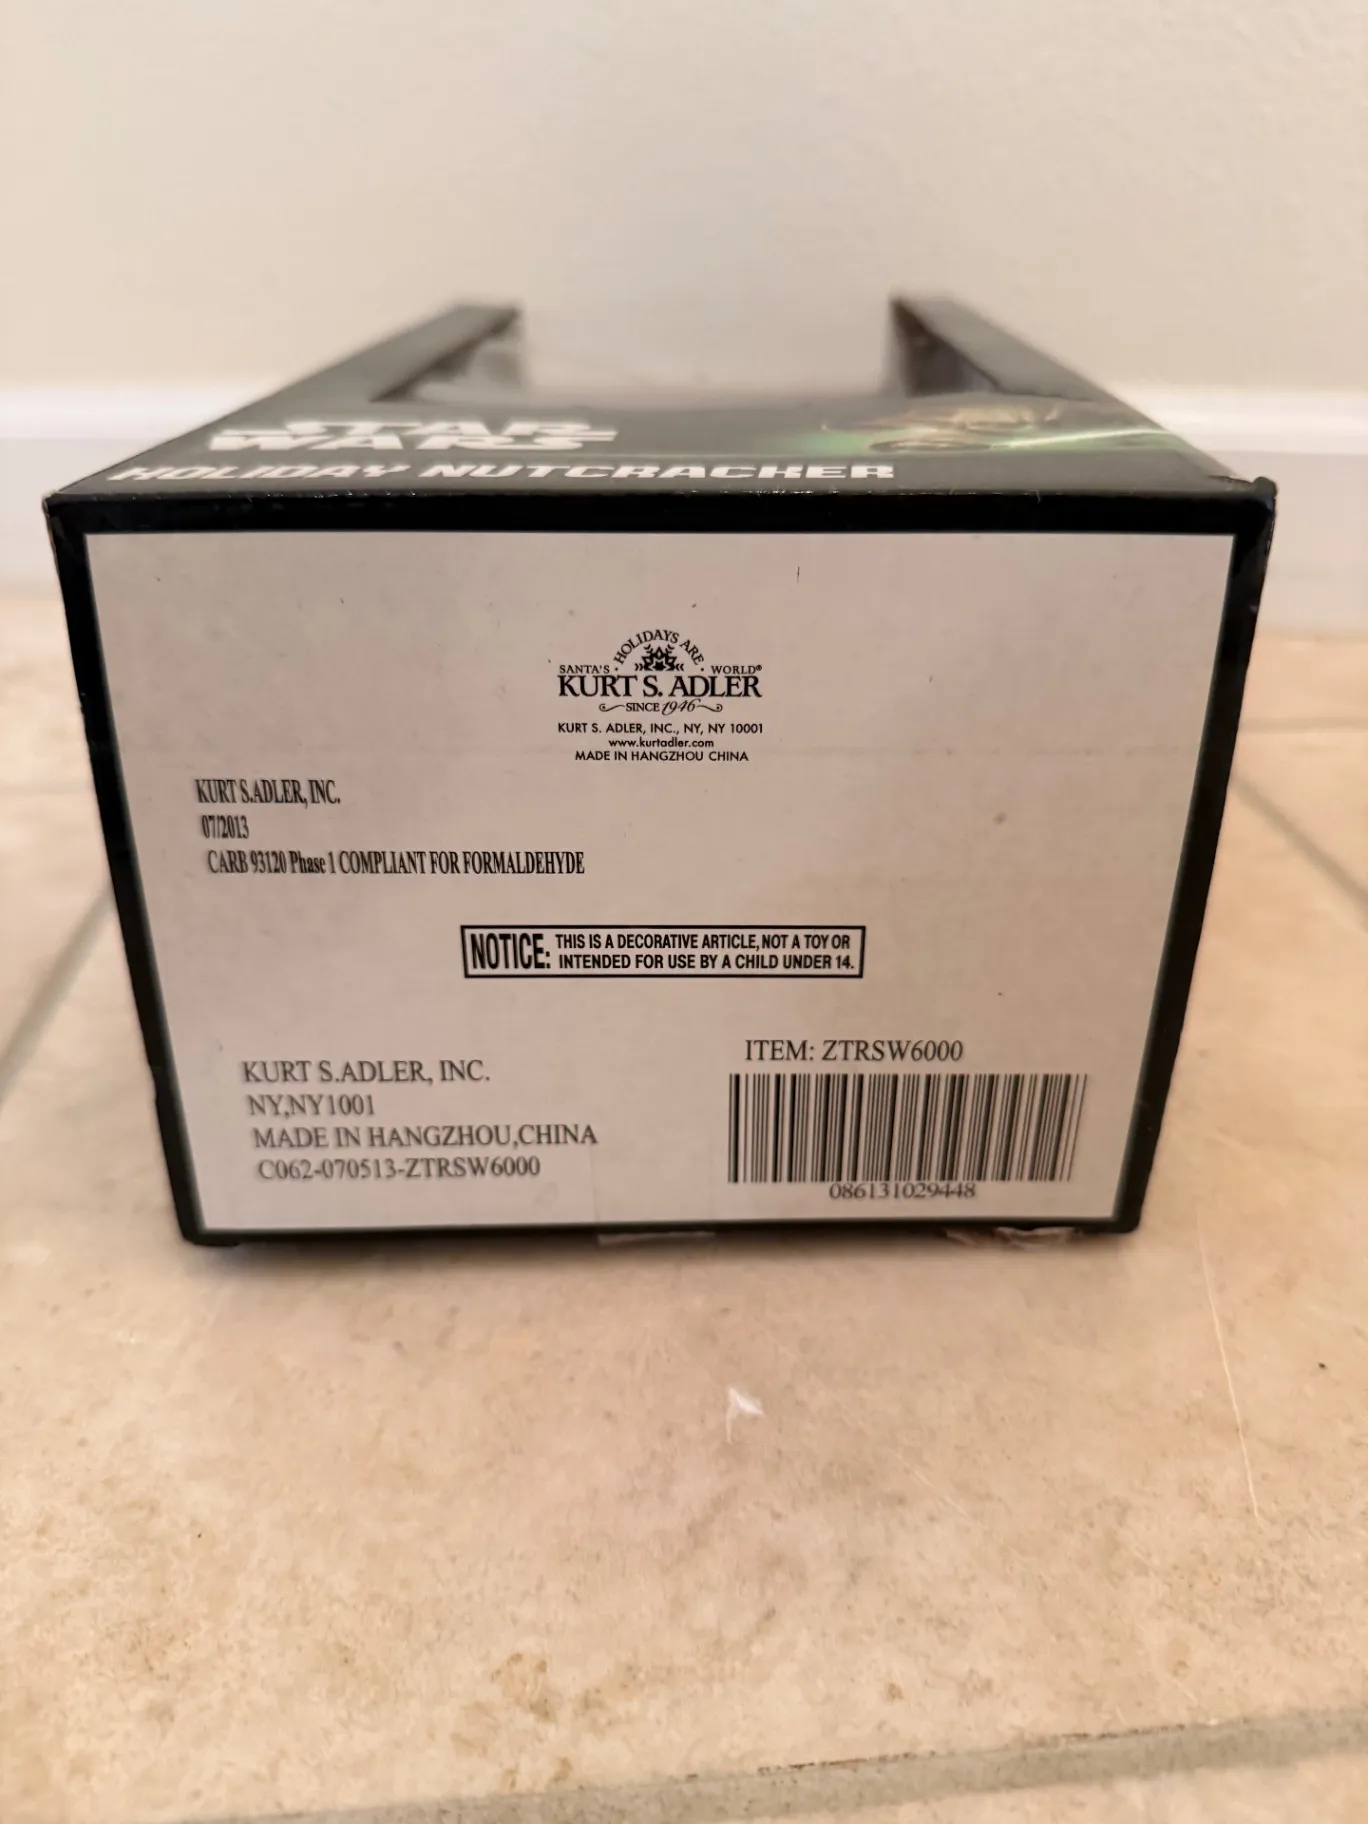 STAR
WARS
HOLIDAY NUTCRACKER
HOLIDAYS ARE
SANTA'S · · WORLD®
KURT S. ADLER
SINCE 1946
KURT S. ADLER, INC., NY, NY 10001
www.kurtadler.com
MADE IN HANGZHOU CHINA
KURT S.ADLER, INC.
07/2013
CARB 93120 Phase 1 COMPLIANT FOR FORMALDEHYDE
NOTICE: THIS IS A DECORATIVE ARTICLE, NOT A TOY OR
INTENDED FOR USE BY A CHILD UNDER 14.
KURT S.ADLER, INC.
NY,NY1001
MADE IN HANGZHOU,CHINA
C062-070513-ZTRSW6000
ITEM: ZTRSW6000
086131029448